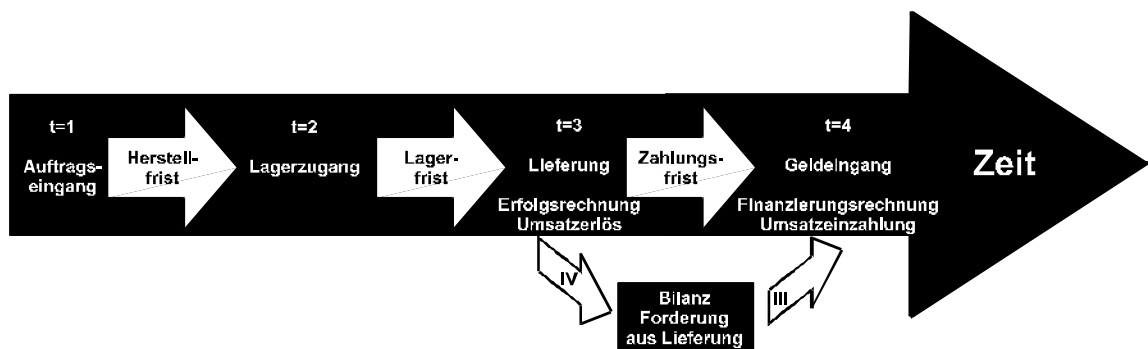 t=1
Auftrags-
eingang
Herstell-
frist
t=2
Lagerzugang
Lager-
frist
t=3
Lieferung
Erfolgsrechnung
Umsatzerlös
Zahlungs-
frist
t=4
Geldeingang
Finanzierungsrechnung
Umsatzeinzahlung
Zeit
IV
Bilanz
Forderung
aus Lieferung
III